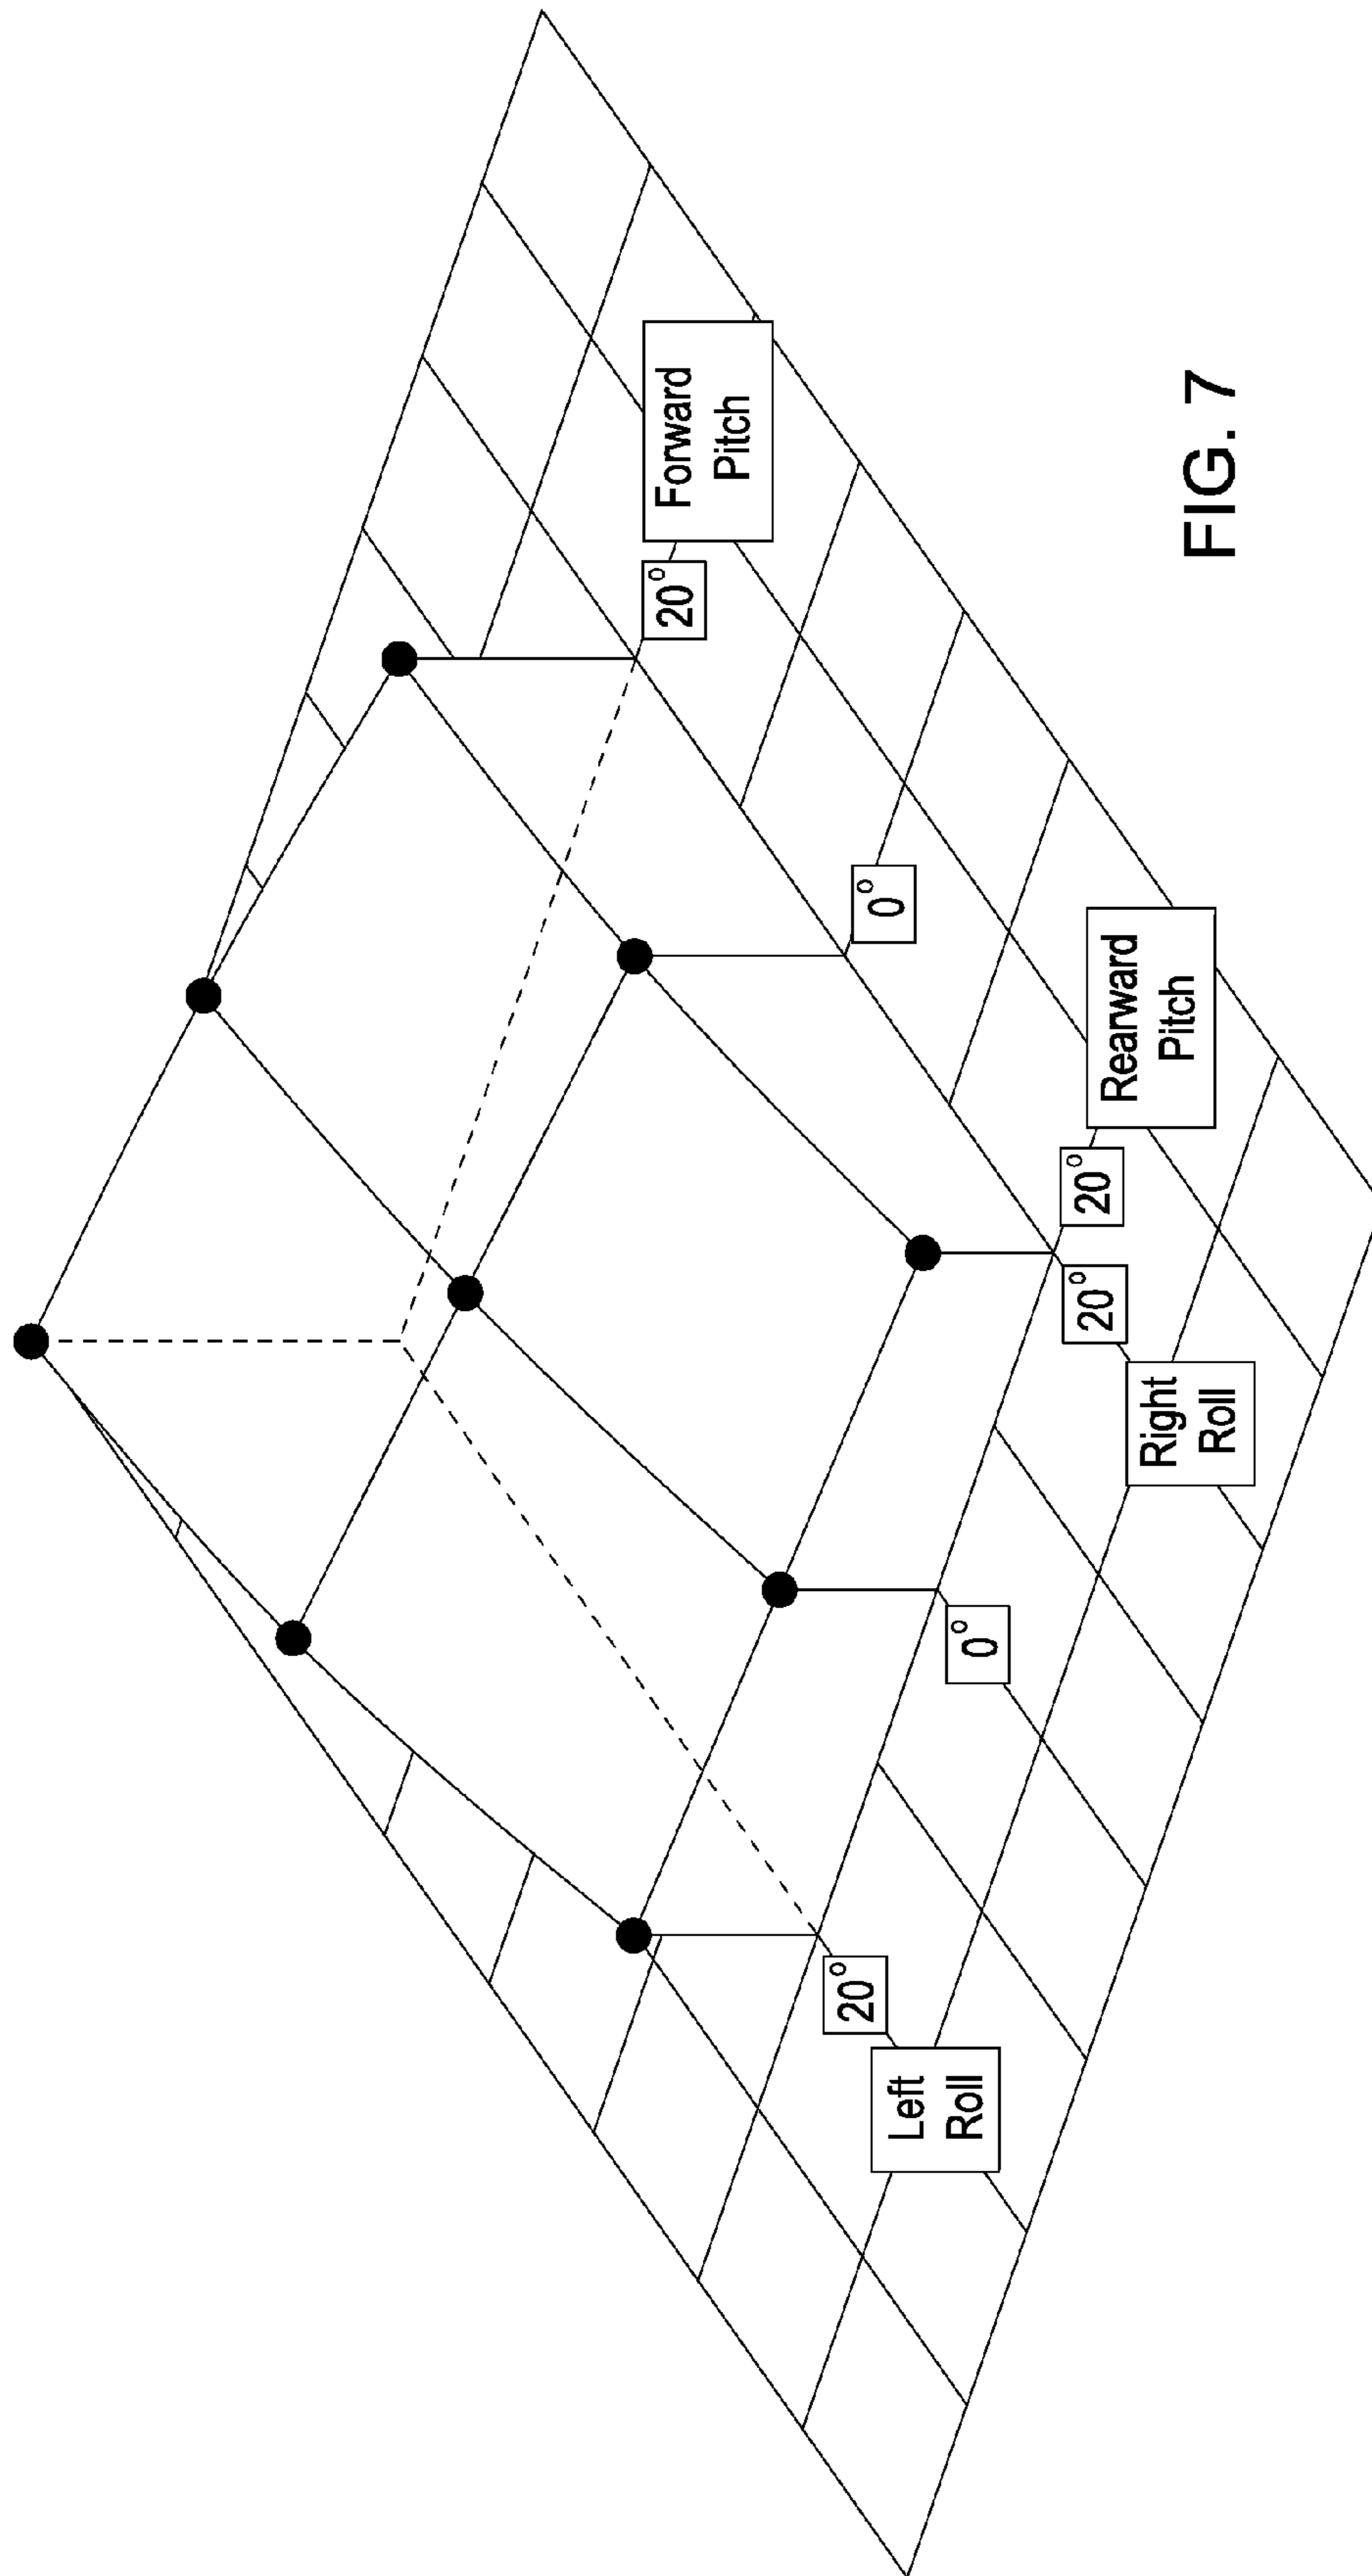 Forward
Pitch
20°
0°
Rearward
Pitch
20°
20°
Right
Roll
0°
20°
Left
Roll
FIG. 7